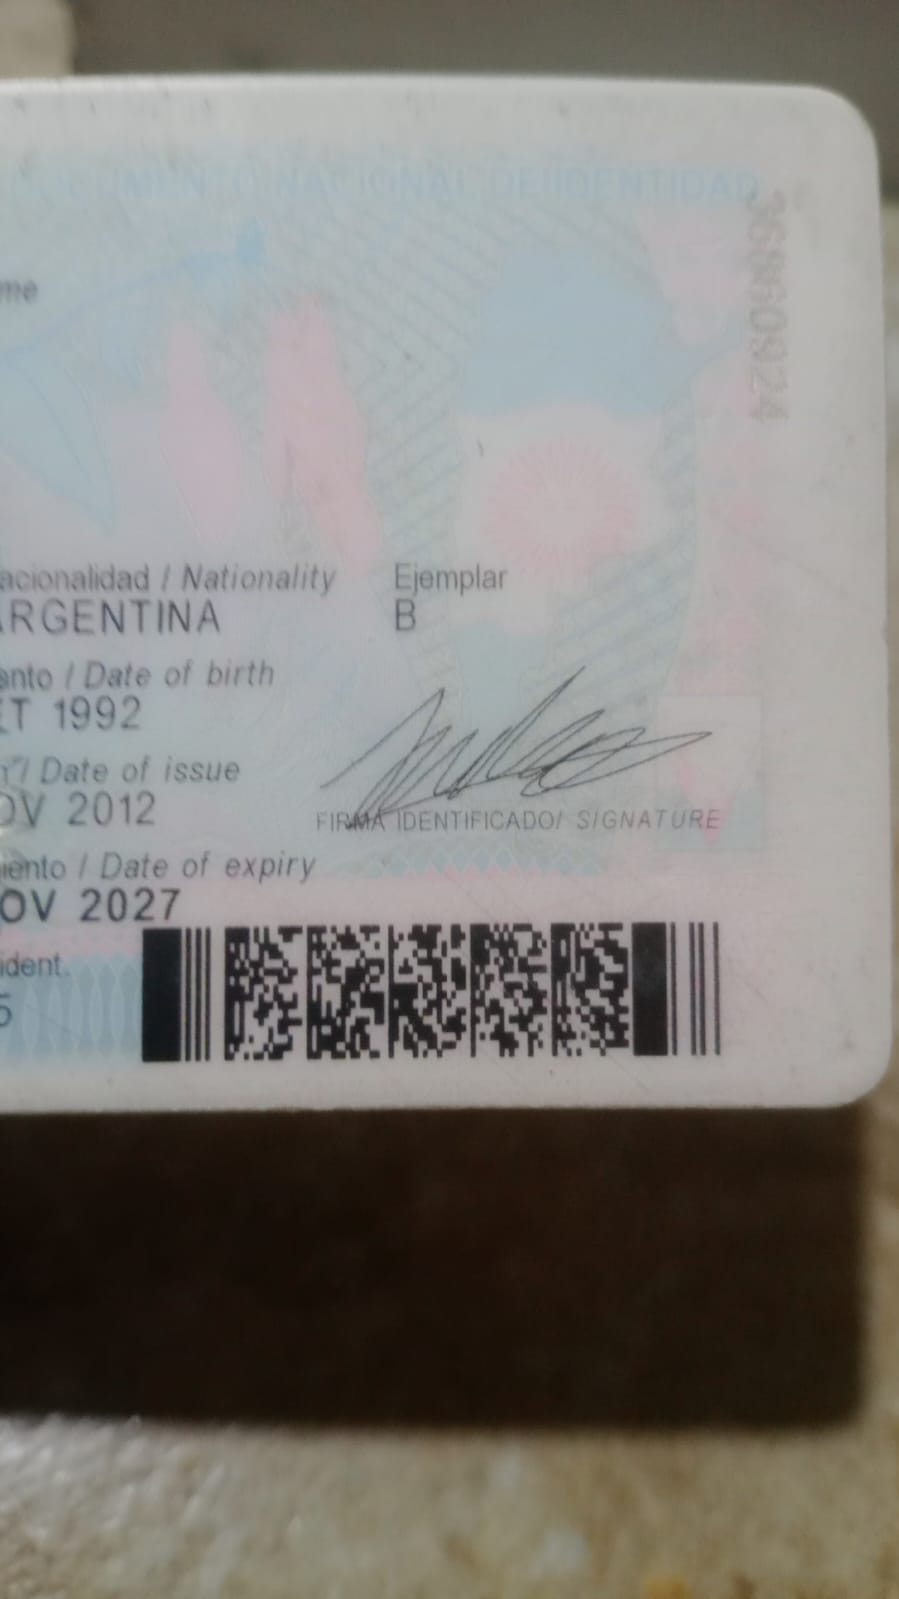 DOCUMENTO NACIONAL DE IDENTIDAD
me
acionalidad / Nationality
Ejemplar
ARGENTINA
B
ento / Date of birth
ET 1992
/ Date of issue
OV 2012
iento / Date of expiry
OV 2027
FIRMA IDENTIFICADO/ SIGNATURE
ident.
5